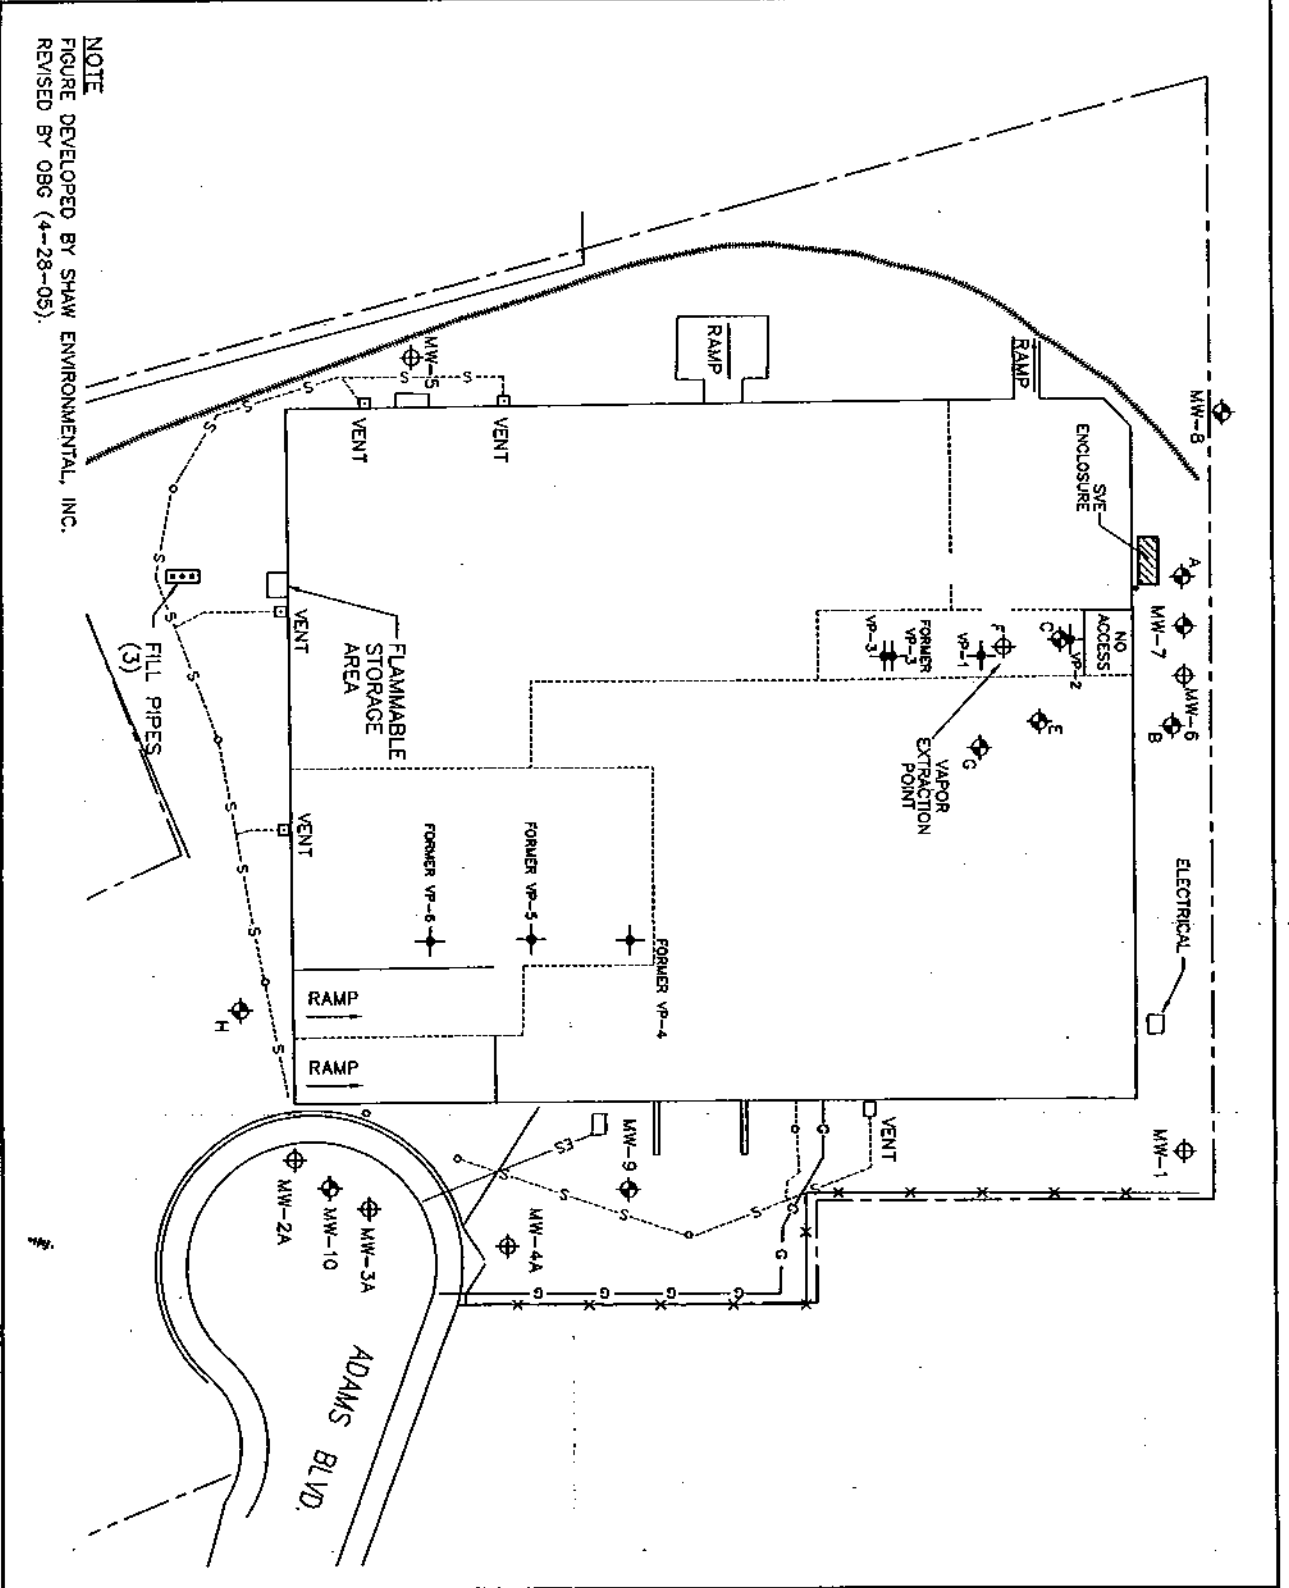 NOTE
FIGURE DEVELOPED BY SHAW ENVIRONMENTAL, INC.
REVISED BY OBG (4-28-05).
MW-8
SVE
ENCLOSURE
A
MW-7
MW-6
B
ELECTRICAL
MW-1
RAMP
RAMP
NO
ACCESS
C
VP-2
F
VP-1
FORMER
VP-3
VP-3
E
G
VAPOR
EXTRACTION
POINT
MW-5
S
S
S
S
S
VENT
VENT
S
S
S
S
S
S
S
FILL PIPES
(3)
VENT
VENT
FLAMMABLE
STORAGE
AREA
FORMER VP-6
FORMER VP-5
FORMER VP-4
RAMP
RAMP
H
VENT
MW-9
ES
S
S
S
S
S
G
G
G
G
G
G
G
MW-4A
MW-3A
MW-10
MW-2A
ADAMS BLVD.